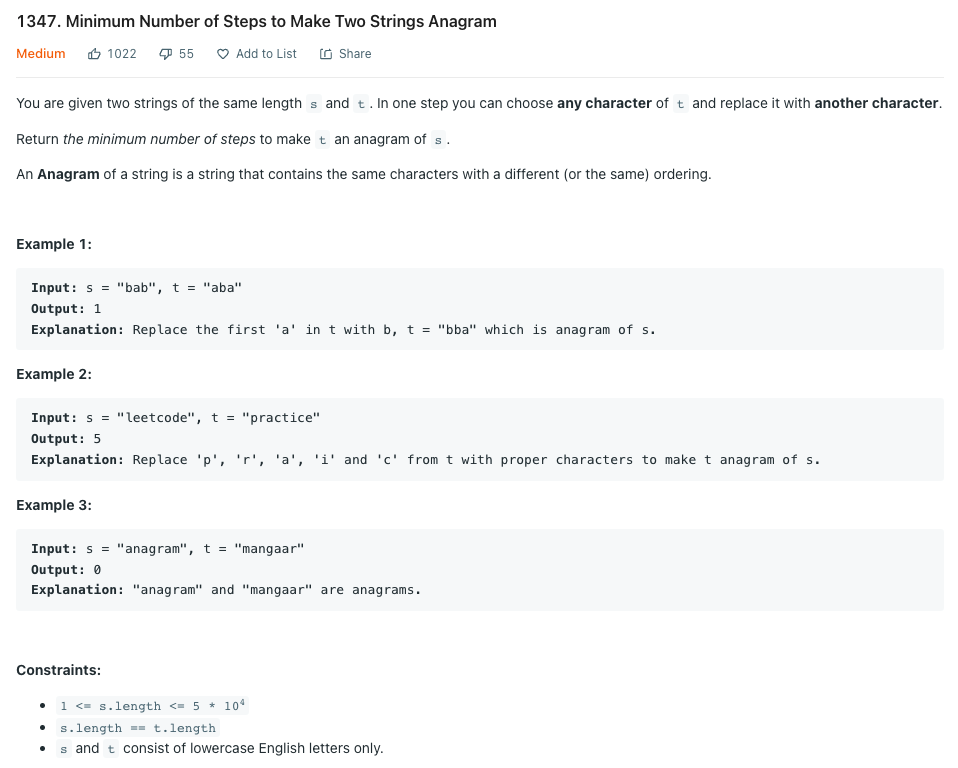 1347. Minimum Number of Steps to Make Two Strings Anagram
Medium 1022 55 Add to List Share
You are given two strings of the same length s and t. In one step you can choose any character of t and replace it with another character.
Return the minimum number of steps to make t an anagram of s.
An Anagram of a string is a string that contains the same characters with a different (or the same) ordering.
Example 1:
Input: s = "bab", t = "aba"
Output: 1
Explanation: Replace the first 'a' in t with b, t = "bba" which is anagram of s.
Example 2:
Input: s = "leetcode", t = "practice"
Output: 5
Explanation: Replace 'p', 'r', 'a', 'i' and 'c' from t with proper characters to make t anagram of s.
Example 3:
Input: s = "anagram", t = "mangaar"
Output: 0
Explanation: "anagram" and "mangaar" are anagrams.
Constraints:
• 1 <= s.length <= 5 * 10⁴
• s.length == t.length
• s and t consist of lowercase English letters only.